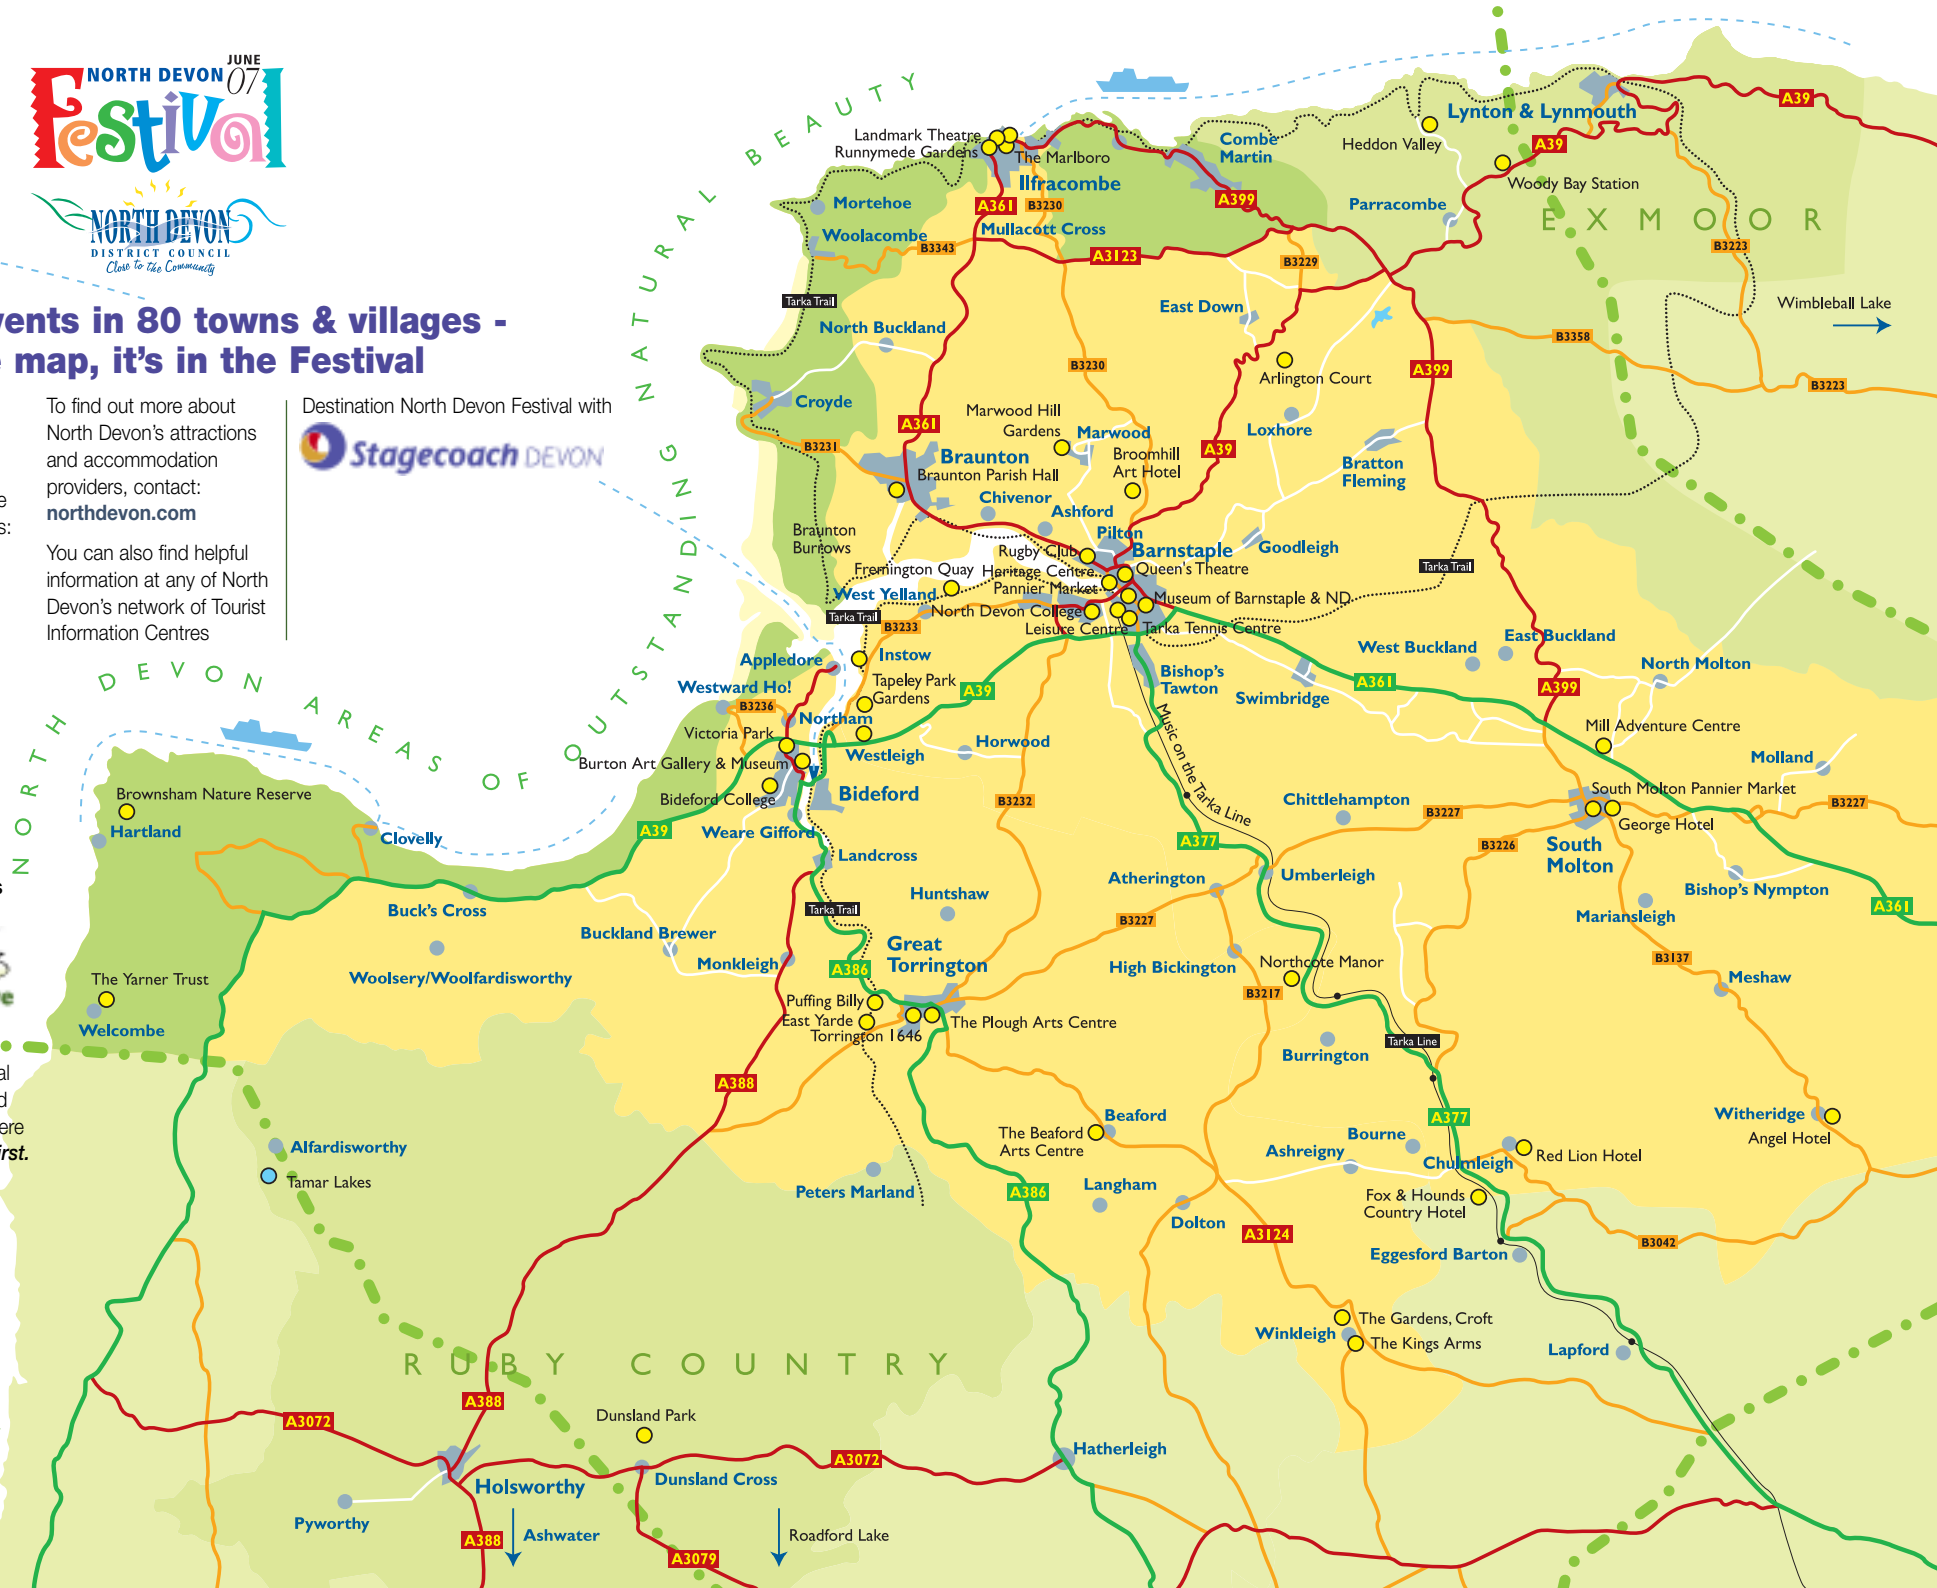 NORTH DEVON
JUNE
07
Festival
NORTH DEVON
DISTRICT COUNCIL
Close to the Community
vents in 80 towns & villages -
map, it's in the Festival
To find out more about
North Devon's attractions
and accommodation
providers, contact:
northdevon.com
You can also find helpful
information at any of North
Devon's network of Tourist
Information Centres
Destination North Devon Festival with
Stagecoach DEVON
s:
ere
irst.
NORTH DEVON AREAS OF OUTSTANDING NATURAL BEAUTY
EXMOOR
RUBY COUNTRY
Landmark Theatre
Runnymede Gardens
The Marlboro
Ilfracombe
Combe
Martin
Heddon Valley
Lynton & Lynmouth
A39
A39
Woody Bay Station
Parracombe
Mortehoe
A361
B3230
A399
Woolacombe
B3343
Mullacott Cross
A3123
B3229
B3223
Wimbleball Lake
Tarka Trail
East Down
North Buckland
B3358
B3230
Arlington Court
A399
B3223
Croyde
Marwood Hill
Gardens
A361
Marwood
Loxhore
B3231
Braunton
Broomhill
Art Hotel
A39
Bratton
Fleming
Braunton Parish Hall
Chivenor
Ashford
Braunton
Burrows
Pilton
Rugby Club
Barnstaple
Goodleigh
Fremington Quay
Heritage Centre
Queen's Theatre
Tarka Trail
Pannier Market
West Yelland
Museum of Barnstaple & ND
North Devon College
Tarka Trail
B3233
Leisure Centre
Tarka Tennis Centre
Appledore
Instow
West Buckland
East Buckland
North Molton
Westward Ho!
Tapeley Park
Gardens
A39
Bishop's
Tawton
Swimbridge
A361
A399
B3236
Northam
Victoria Park
Westleigh
Horwood
Music on the Tarka Line
Mill Adventure Centre
Molland
Burton Art Gallery & Museum
Bideford College
Bideford
B3232
Chittlehampton
B3227
South Molton Pannier Market
George Hotel
B3227
Brownsham Nature Reserve
Hartland
Clovelly
A39
Weare Gifford
A377
B3226
South
Molton
Landcross
Atherington
Umberleigh
Bishop's Nympton
Huntshaw
Buck's Cross
Tarka Trail
B3227
Mariansleigh
A361
Buckland Brewer
Great
Torrington
Monkleigh
A386
High Bickington
Northcote Manor
B3137
Meshaw
Woolsery/Woolfardisworthy
The Yarner Trust
Welcombe
Puffing Billy
East Yarde
Torrington 1646
The Plough Arts Centre
B3217
Burrington
Tarka Line
A388
Beaford
The Beaford
Arts Centre
A377
Witheridge
Angel Hotel
Alfardisworthy
Tamar Lakes
Bourne
Ashreigny
Chulmleigh
Red Lion Hotel
Peters Marland
A386
Langham
Dolton
Fox & Hounds
Country Hotel
A3124
Eggesford Barton
B3042
The Gardens, Croft
Winkleigh
The Kings Arms
Lapford
A388
A3072
Dunsland Park
A3072
Hatherleigh
Holsworthy
Dunsland Cross
Pyworthy
A388
Ashwater
A3079
Roadford Lake